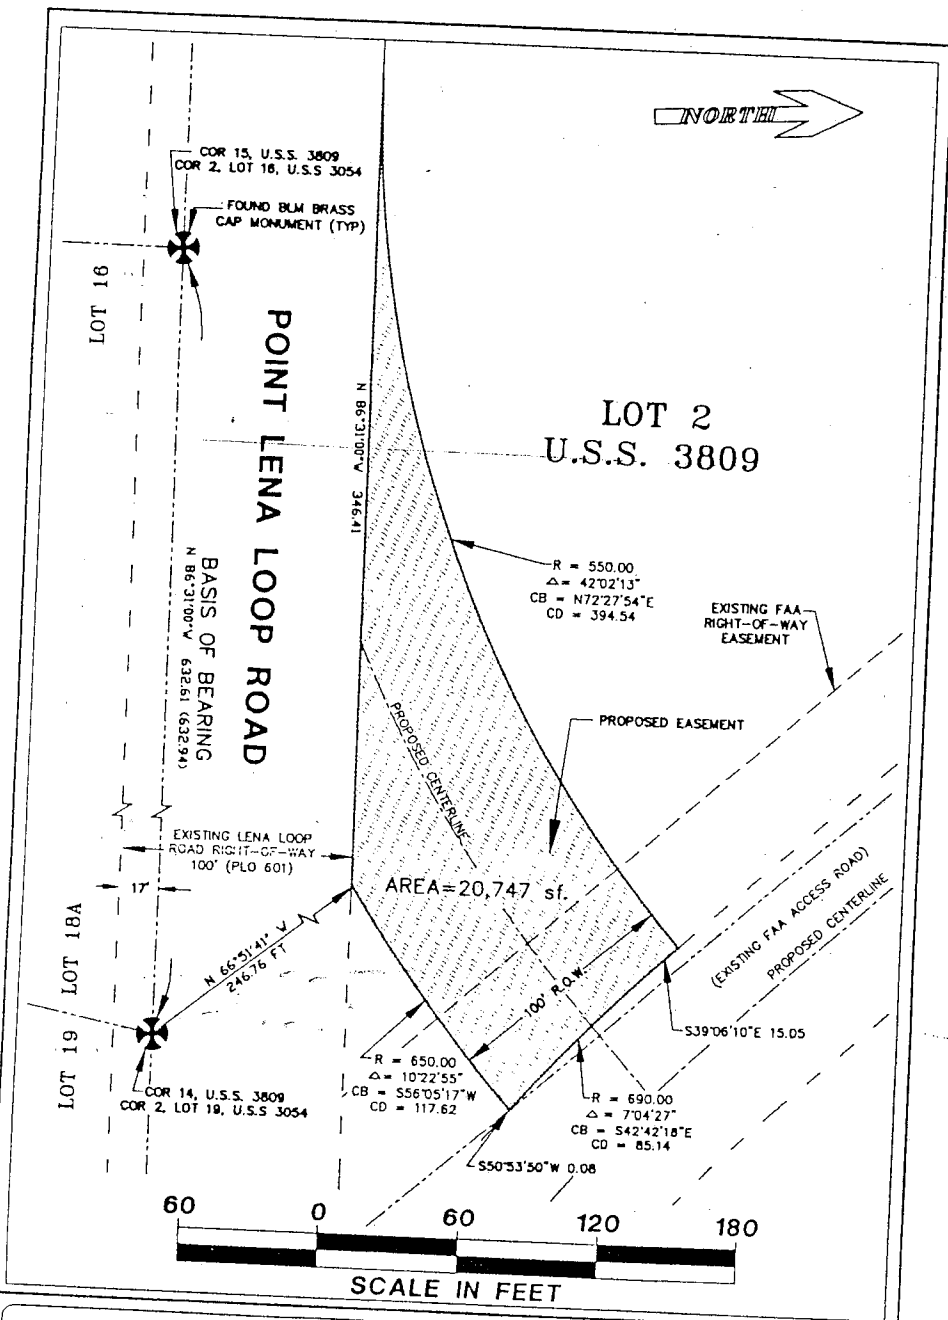 NORTH
COR 15, U.S.S. 3809
COR 2, LOT 16, U.S.S 3054
FOUND BLM BRASS
CAP MONUMENT (TYP)
LOT 16
POINT LENA LOOP ROAD
N 86°31'00"W 346.41
LOT 2
U.S.S. 3809
BASIS OF BEARING
N 86°31'00"W 632.61 (632.94)
R = 550.00
Δ = 42°02'13"
CB = N72°27'54"E
CD = 394.54
EXISTING FAA
RIGHT-OF-WAY
EASEMENT
PROPOSED EASEMENT
PROPOSED CENTERLINE
EXISTING LENA LOOP
ROAD RIGHT-OF-WAY
100' (PLO 601)
17'
AREA=20,747 sf.
LOT 18A
LOT 19
N 66°51'41" W
246.76 FT
100' R.O.W.
(EXISTING FAA ACCESS ROAD)
PROPOSED CENTERLINE
S39°06'10"E 15.05
R = 650.00
Δ = 10°22'55"
CB = S56°05'17"W
CD = 117.62
R = 690.00
Δ = 7°04'27"
CB = S42°42'18"E
CD = 85.14
COR 14, U.S.S. 3809
COR 2, LOT 19, U.S.S 3054
S50°53'50"W 0.08
60 0 60 120 180
SCALE IN FEET